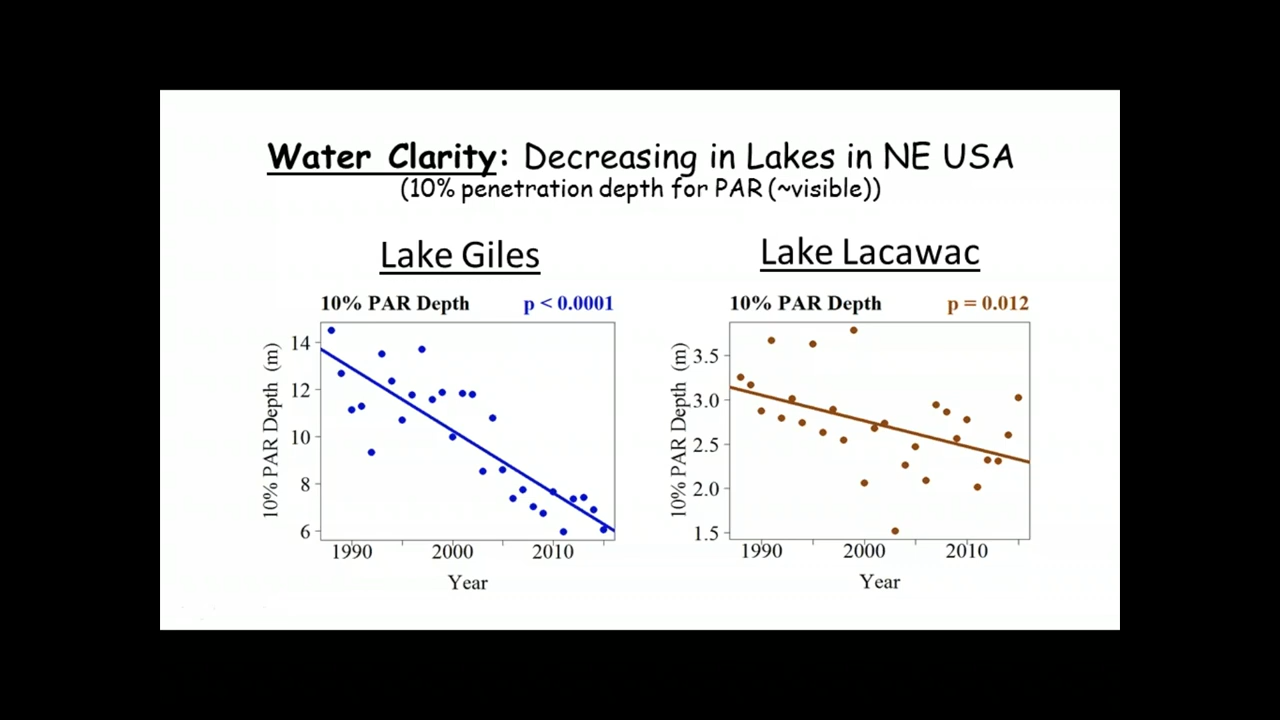 Water Clarity: Decreasing in Lakes in NE USA
(10% penetration depth for PAR (~visible))
Lake Giles
10% PAR Depth p < 0.0001
10% PAR Depth (m)
14
12
10
8
6
1990 2000 2010
Year
Lake Lacawac
10% PAR Depth p = 0.012
10% PAR Depth (m)
3.5
3.0
2.5
2.0
1.5
1990 2000 2010
Year